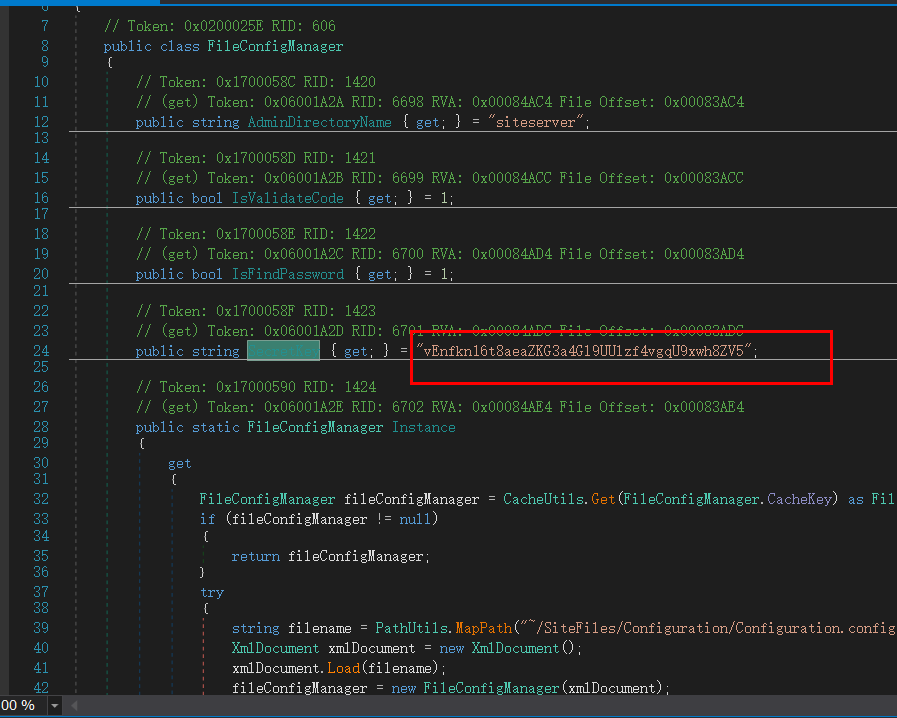 6 {
7 // Token: 0x0200025E RID: 606
8 public class FileConfigManager
9 {
10 // Token: 0x1700058C RID: 1420
11 // (get) Token: 0x06001A2A RID: 6698 RVA: 0x00084AC4 File Offset: 0x00083AC4
12 public string AdminDirectoryName { get; } = "siteserver";
13
14 // Token: 0x1700058D RID: 1421
15 // (get) Token: 0x06001A2B RID: 6699 RVA: 0x00084ACC File Offset: 0x00083ACC
16 public bool IsValidateCode { get; } = 1;
17
18 // Token: 0x1700058E RID: 1422
19 // (get) Token: 0x06001A2C RID: 6700 RVA: 0x00084AD4 File Offset: 0x00083AD4
20 public bool IsFindPassword { get; } = 1;
21
22 // Token: 0x1700058F RID: 1423
23 // (get) Token: 0x06001A2D RID: 6701 RVA: 0x00084ADC File Offset: 0x00083ADC
24 public string { get; } = "vEnfkn16t8aeaZKG3a4Gl9UUlzf4vgqU9xwh8ZV5";
25
26 // Token: 0x17000590 RID: 1424
27 // (get) Token: 0x06001A2E RID: 6702 RVA: 0x00084AE4 File Offset: 0x00083AE4
28 public static FileConfigManager Instance
29 {
30 get
31 {
32 FileConfigManager fileConfigManager = CacheUtils.Get(FileConfigManager.CacheKey) as Fil
33 if (fileConfigManager != null)
34 {
35 return fileConfigManager;
36 }
37 try
38 {
39 string filename = PathUtils.MapPath("~/SiteFiles/Configuration/Configuration.config
40 XmlDocument xmlDocument = new XmlDocument();
41 xmlDocument.Load(filename);
42 fileConfigManager = new FileConfigManager(xmlDocument);
00 %